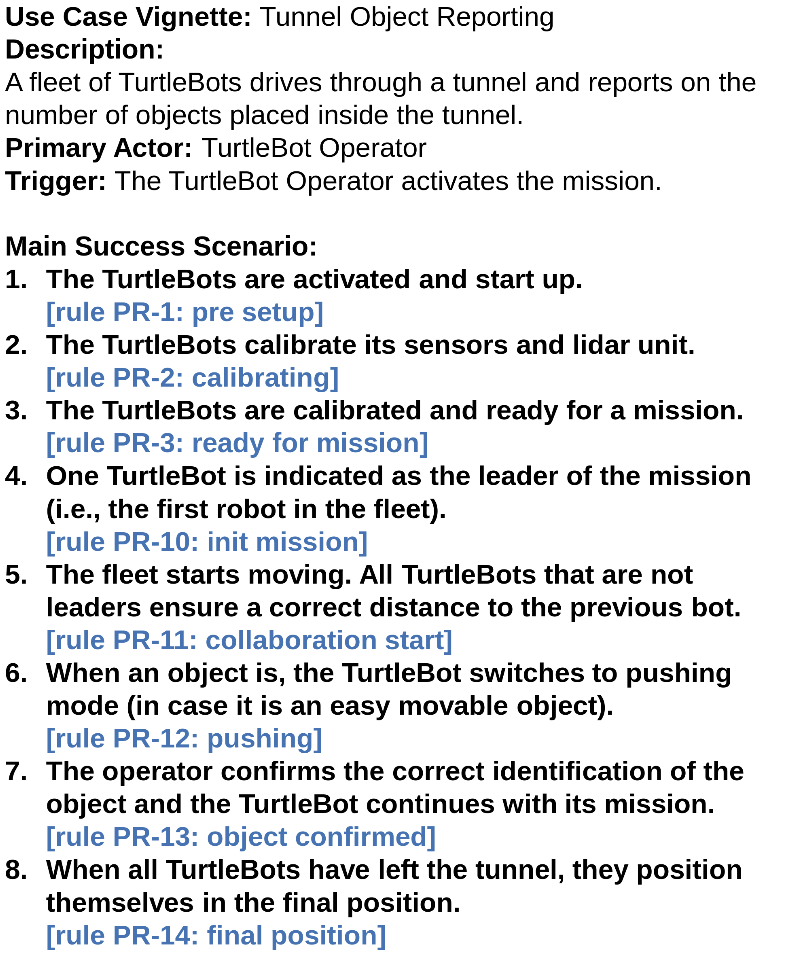 Use Case Vignette: Tunnel Object Reporting
Description:
A fleet of TurtleBots drives through a tunnel and reports on the
number of objects placed inside the tunnel.
Primary Actor: TurtleBot Operator
Trigger: The TurtleBot Operator activates the mission.
Main Success Scenario:
1. The TurtleBots are activated and start up.
[rule PR-1: pre setup]
2. The TurtleBots calibrate its sensors and lidar unit.
[rule PR-2: calibrating]
3. The TurtleBots are calibrated and ready for a mission.
[rule PR-3: ready for mission]
4. One TurtleBot is indicated as the leader of the mission
(i.e., the first robot in the fleet).
[rule PR-10: init mission]
5. The fleet starts moving. All TurtleBots that are not
leaders ensure a correct distance to the previous bot.
[rule PR-11: collaboration start]
6. When an object is, the TurtleBot switches to pushing
mode (in case it is an easy movable object).
[rule PR-12: pushing]
7. The operator confirms the correct identification of the
object and the TurtleBot continues with its mission.
[rule PR-13: object confirmed]
8. When all TurtleBots have left the tunnel, they position
themselves in the final position.
[rule PR-14: final position]